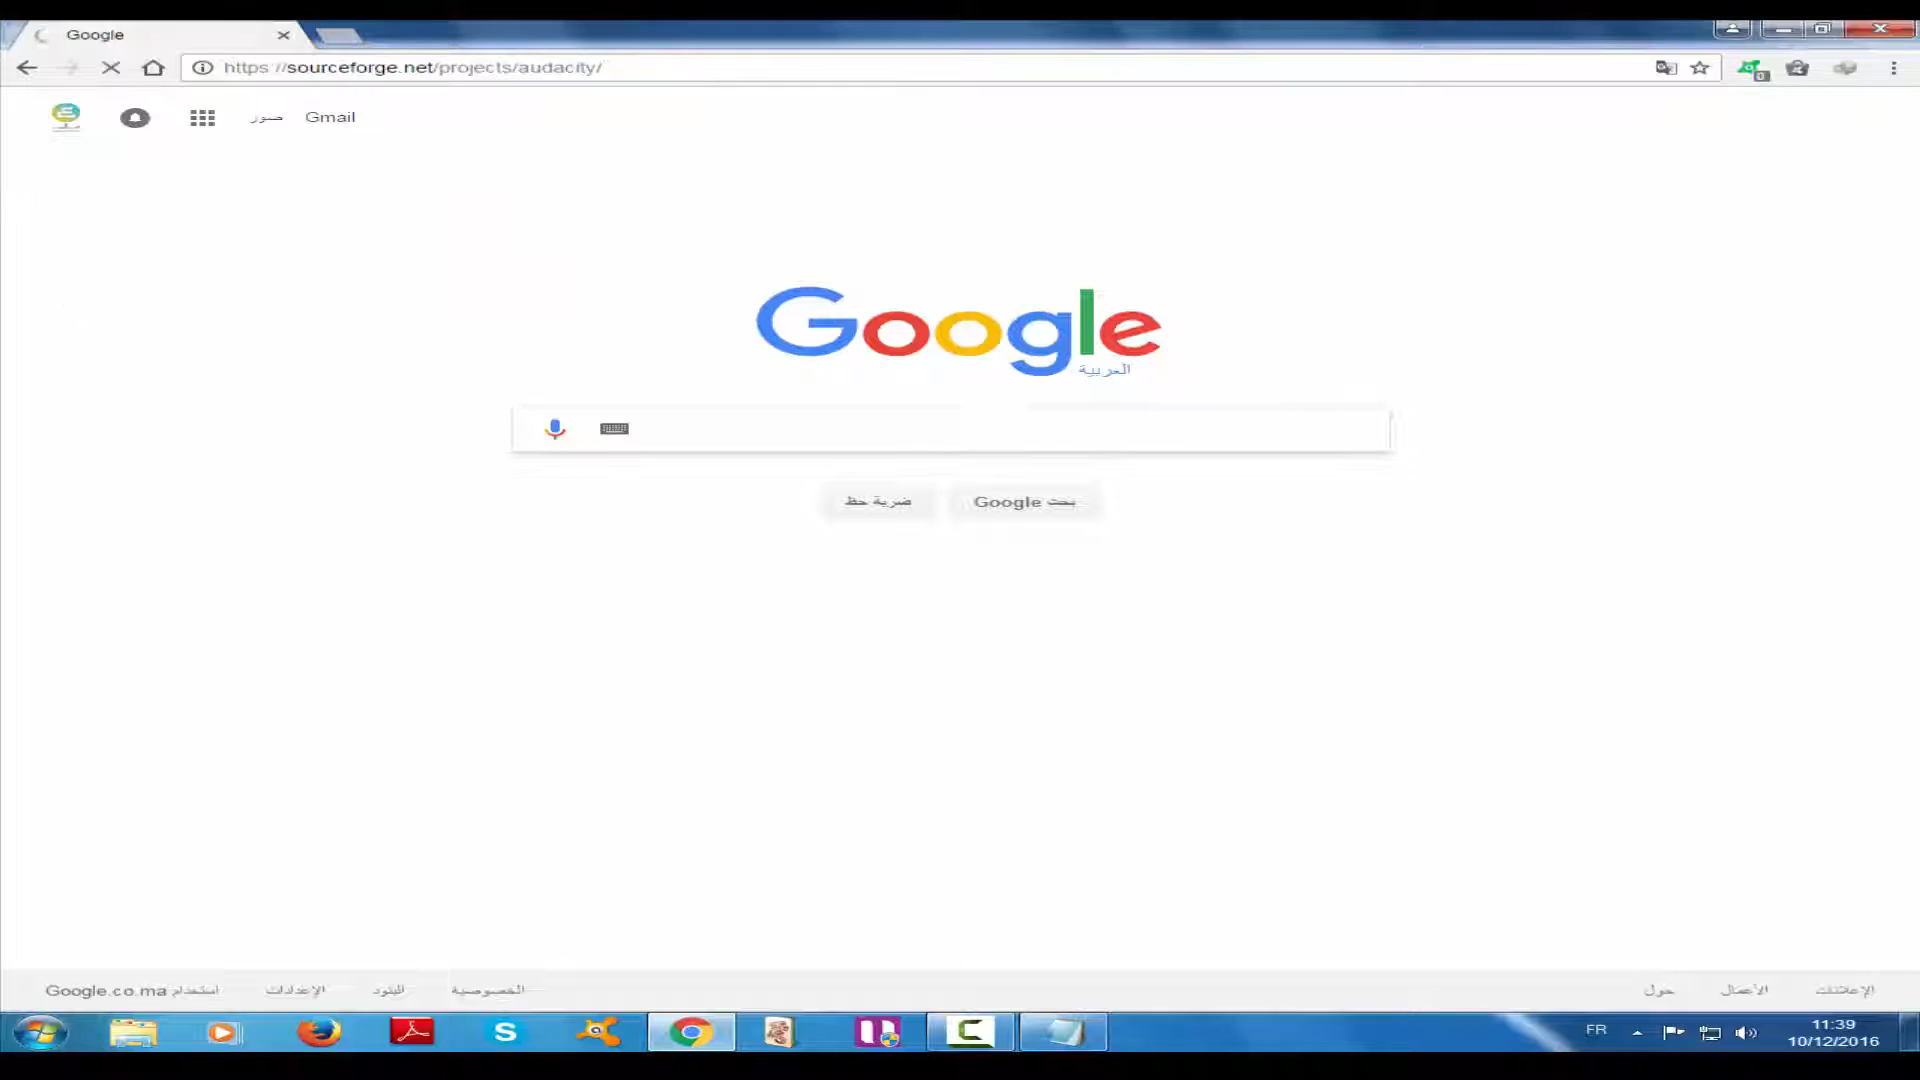 Google
https://sourceforge.net/projects/audacity/
صور Gmail
Google
العربية
بحث Google ضربة حظ
استخدام Google.co.ma الإعدادات البنود الخصوصية حول الأعمال الإعلانات
FR
11:39
10/12/2016